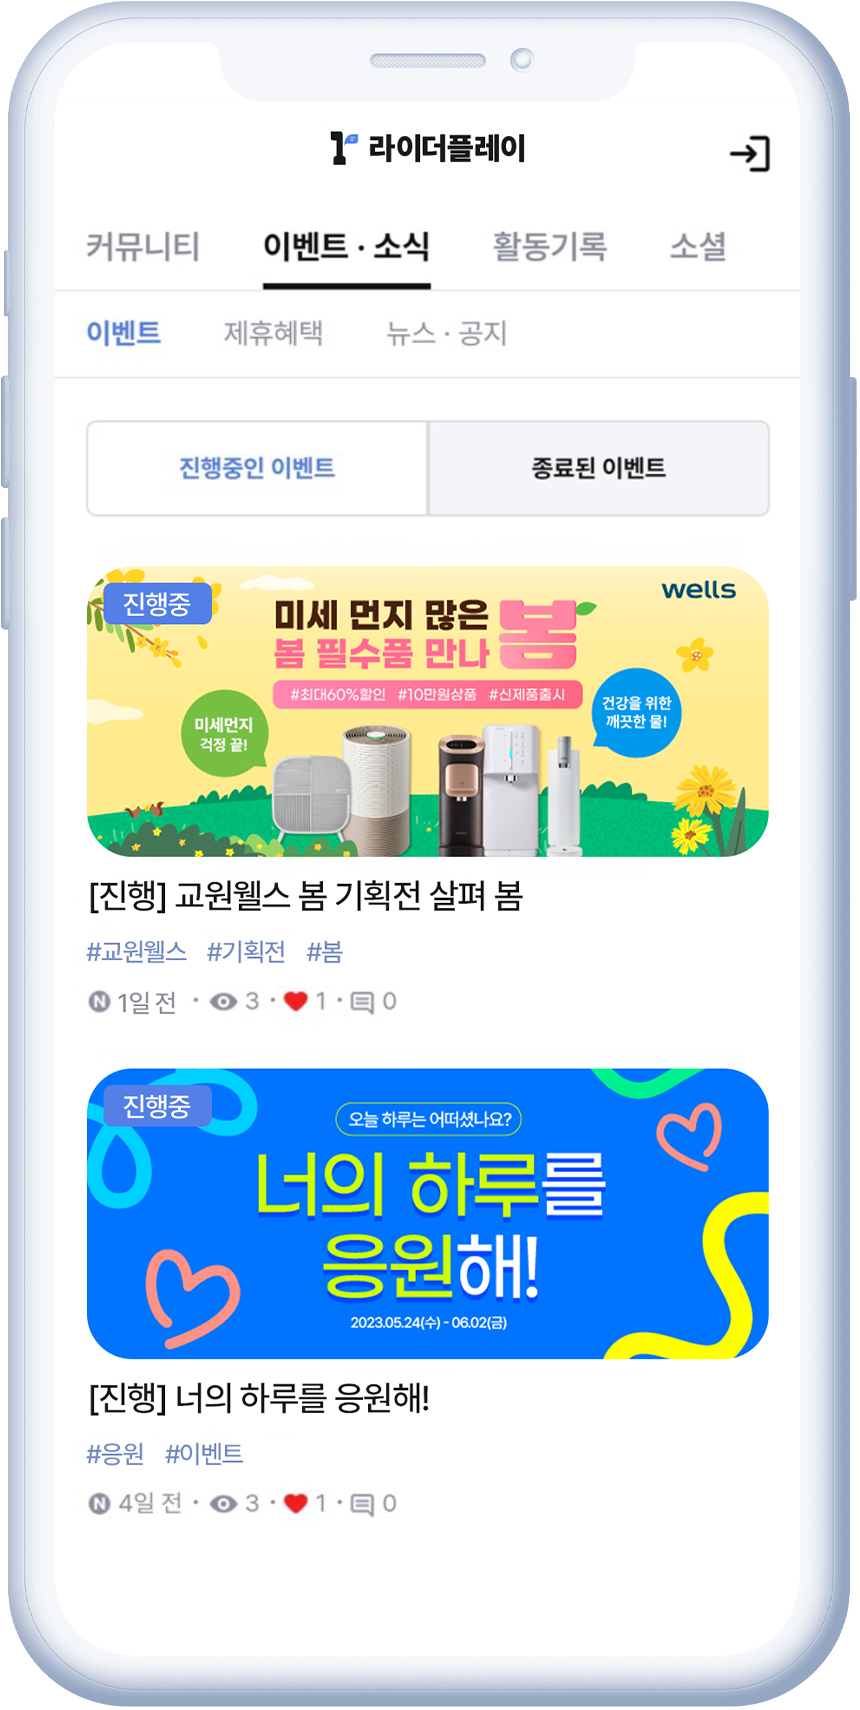 라이더플레이
커뮤니티 이벤트 · 소식 활동기록 소셜
이벤트 제휴혜택 뉴스 · 공지
진행중인 이벤트 종료된 이벤트
진행중
wells
미세 먼지 많은
봄 필수품 만나 봄
#최대60%할인 #10만원상품 #신제품출시
미세먼지
걱정 끝!
건강을 위한
깨끗한 물!
[진행] 교원웰스 봄 기획전 살펴 봄
#교원웰스 #기획전 #봄
N 1일 전 · 3 · 1 · 0
진행중
오늘 하루는 어떠셨나요?
너의 하루를
응원해!
2023.05.24(수) - 06.02(금)
[진행] 너의 하루를 응원해!
#응원 #이벤트
N 4일 전 · 3 · 1 · 0